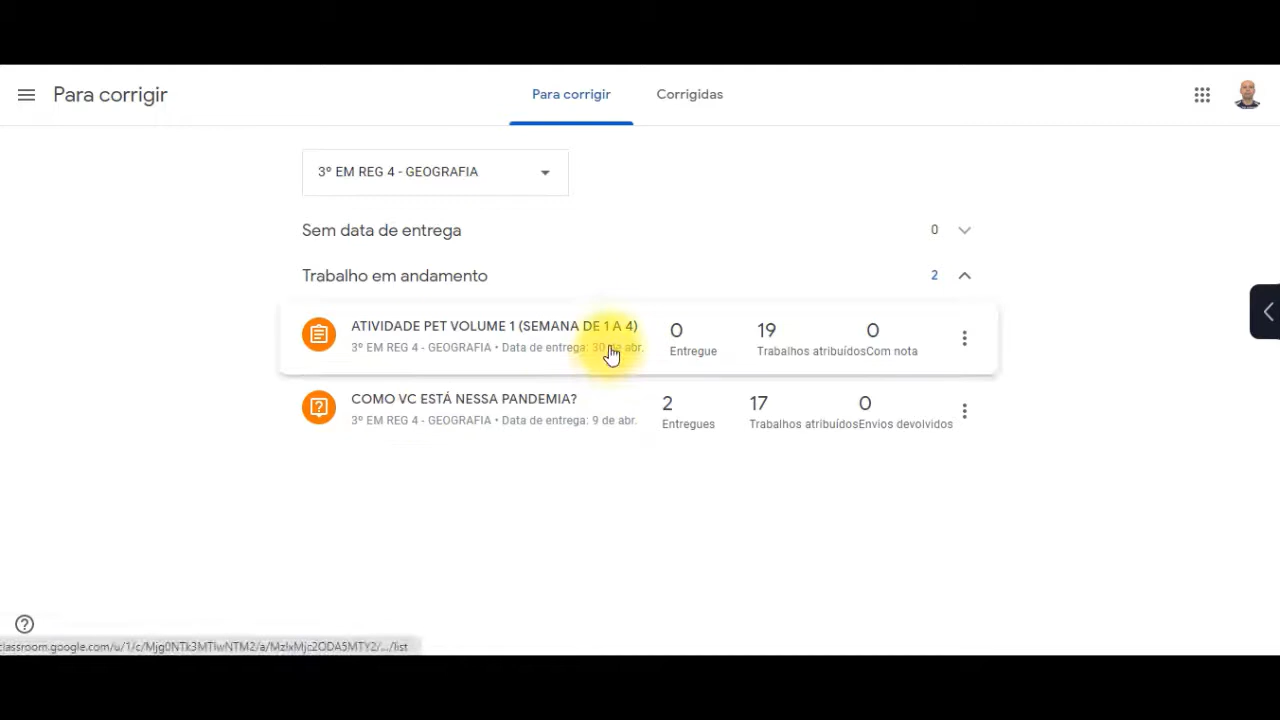 Para corrigir
Para corrigir
Corrigidas
3º EM REG 4 - GEOGRAFIA
Sem data de entrega
0
Trabalho em andamento
2
ATIVIDADE PET VOLUME 1 (SEMANA DE 1 A 4)
3º EM REG 4 - GEOGRAFIA • Data de entrega: 30 de abr.
0
Entregue
19
Trabalhos atribuídos
0
Com nota
COMO VC ESTÁ NESSA PANDEMIA?
3º EM REG 4 - GEOGRAFIA • Data de entrega: 9 de abr.
2
Entregues
17
Trabalhos atribuídos
0
Envios devolvidos